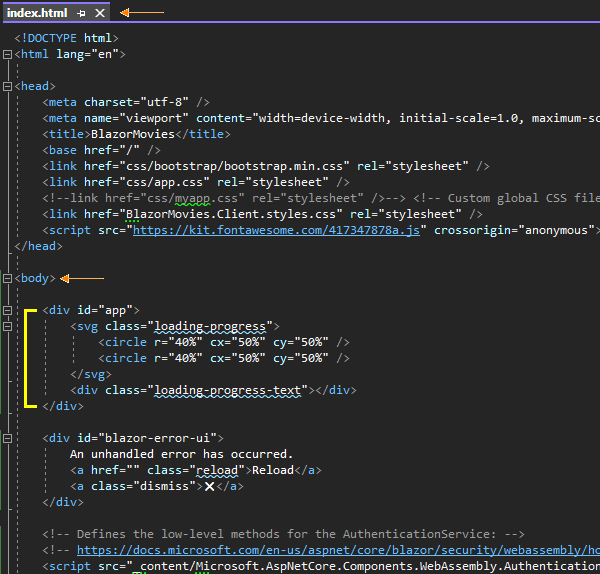 index.html
<!DOCTYPE html>
<html lang="en">
<head>
<meta charset="utf-8" />
<meta name="viewport" content="width=device-width, initial-scale=1.0, maximum-sc
<title>BlazorMovies</title>
<base href="/" />
<link href="css/bootstrap/bootstrap.min.css" rel="stylesheet" />
<link href="css/app.css" rel="stylesheet" />
<!--link href="css/myapp.css" rel="stylesheet" />--> <!-- Custom global CSS file
<link href="BlazorMovies.Client.styles.css" rel="stylesheet" />
<script src="https://kit.fontawesome.com/417347878a.js" crossorigin="anonymous">
</head>
<body>
<div id="app">
<svg class="loading-progress">
<circle r="40%" cx="50%" cy="50%" />
<circle r="40%" cx="50%" cy="50%" />
</svg>
<div class="loading-progress-text"></div>
</div>
<div id="blazor-error-ui">
An unhandled error has occurred.
<a href="" class="reload">Reload</a>
<a class="dismiss">🗙</a>
</div>
<!-- Defines the low-level methods for the AuthenticationService: -->
<!-- https://docs.microsoft.com/en-us/aspnet/core/blazor/security/webassembly/ho
<script src="_content/Microsoft.AspNetCore.Components.WebAssembly.Authentication